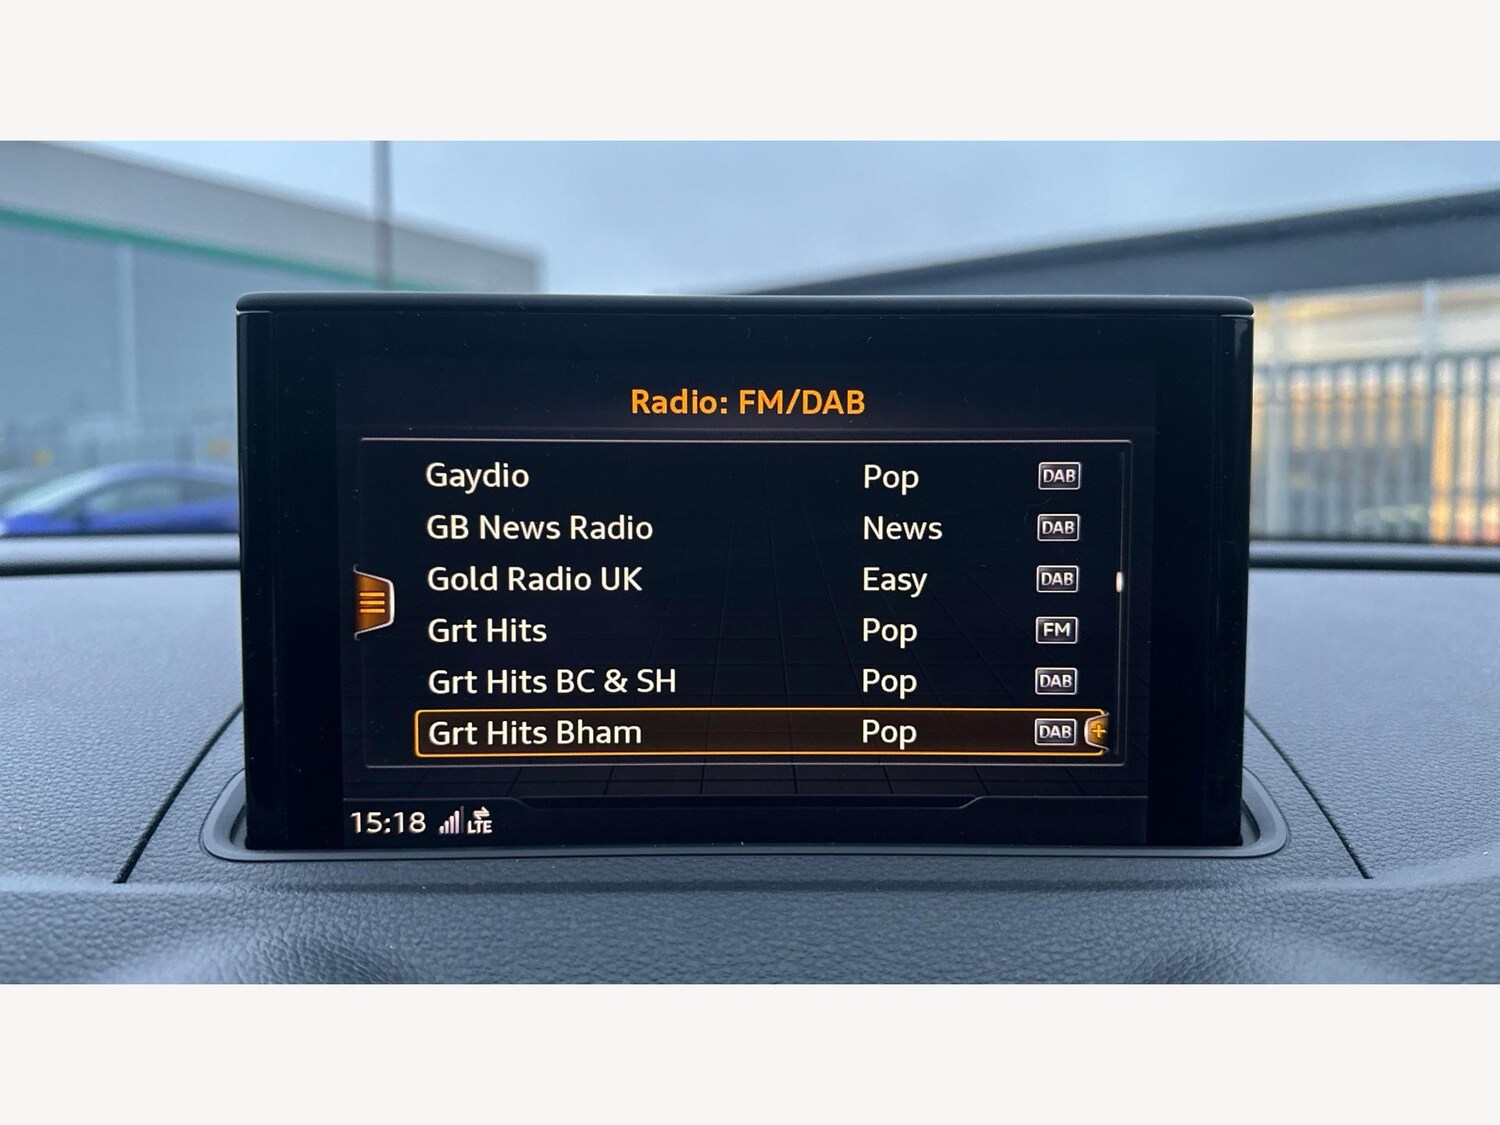 Radio: FM/DAB
Gaydio Pop DAB
GB News Radio News DAB
Gold Radio UK Easy DAB
Grt Hits Pop FM
Grt Hits BC & SH Pop DAB
Grt Hits Bham Pop DAB +
15:18 LTE